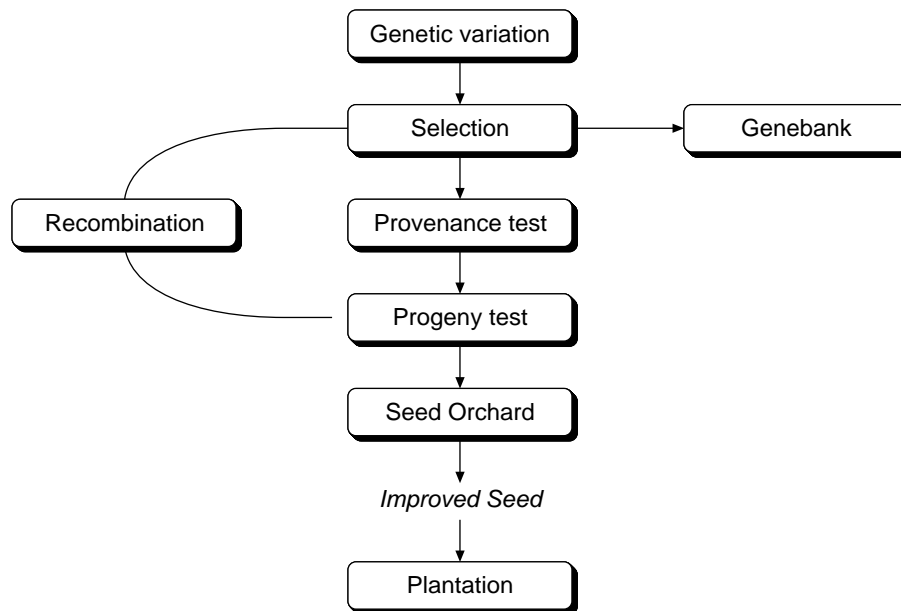 Genetic variation
Selection
Genebank
Recombination
Provenance test
Progeny test
Seed Orchard
Improved Seed
Plantation